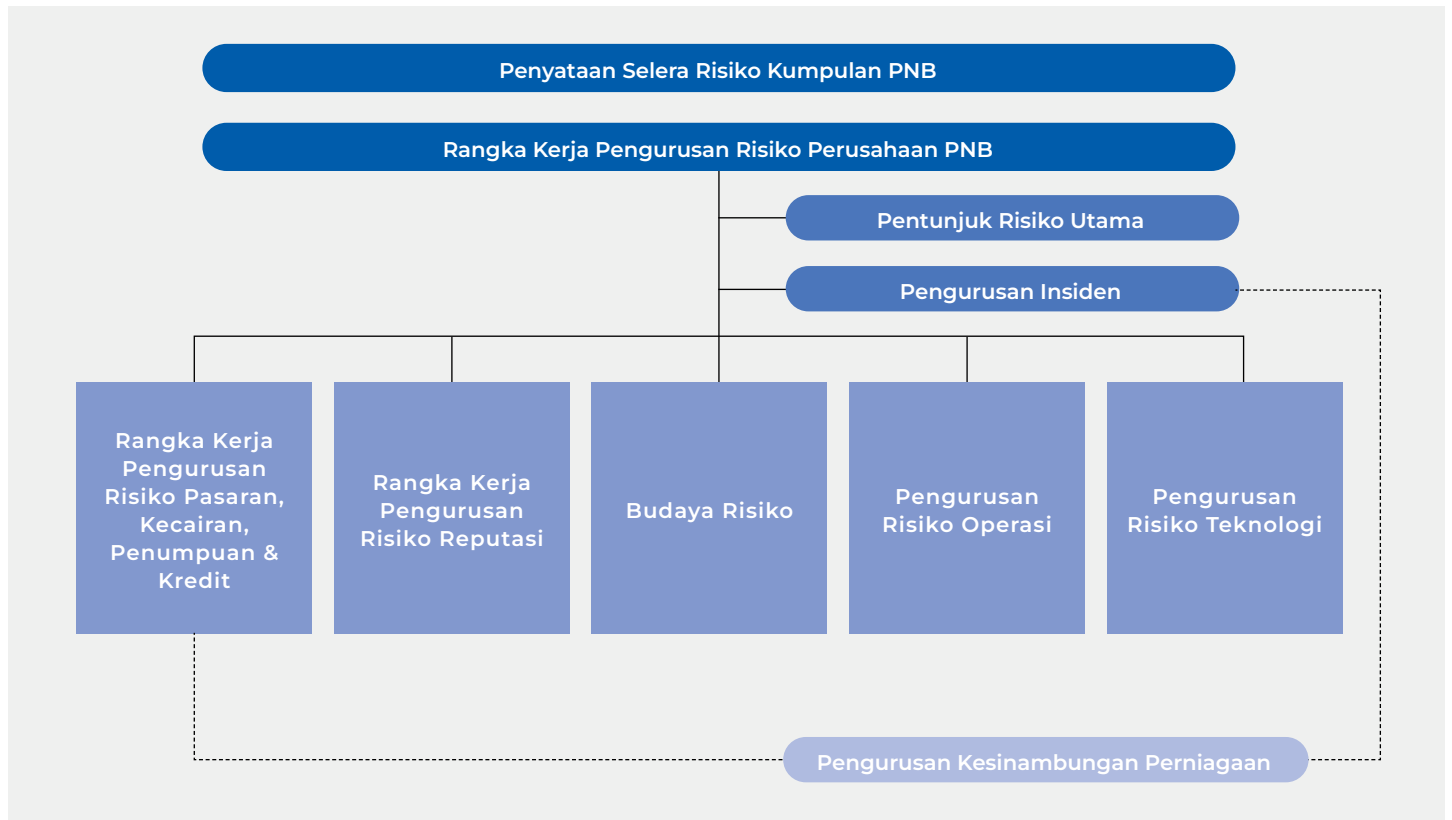 Penyataan Selera Risiko Kumpulan PNB
Rangka Kerja Pengurusan Risiko Perusahaan PNB
Pentunjuk Risiko Utama
Pengurusan Insiden
Rangka Kerja
Pengurusan
Risiko Pasaran,
Kecairan,
Penumpuan &
Kredit
Rangka Kerja
Pengurusan
Risiko Reputasi
Budaya Risiko
Pengurusan
Risiko Operasi
Pengurusan
Risiko Teknologi
Pengurusan Kesinambungan Perniagaan